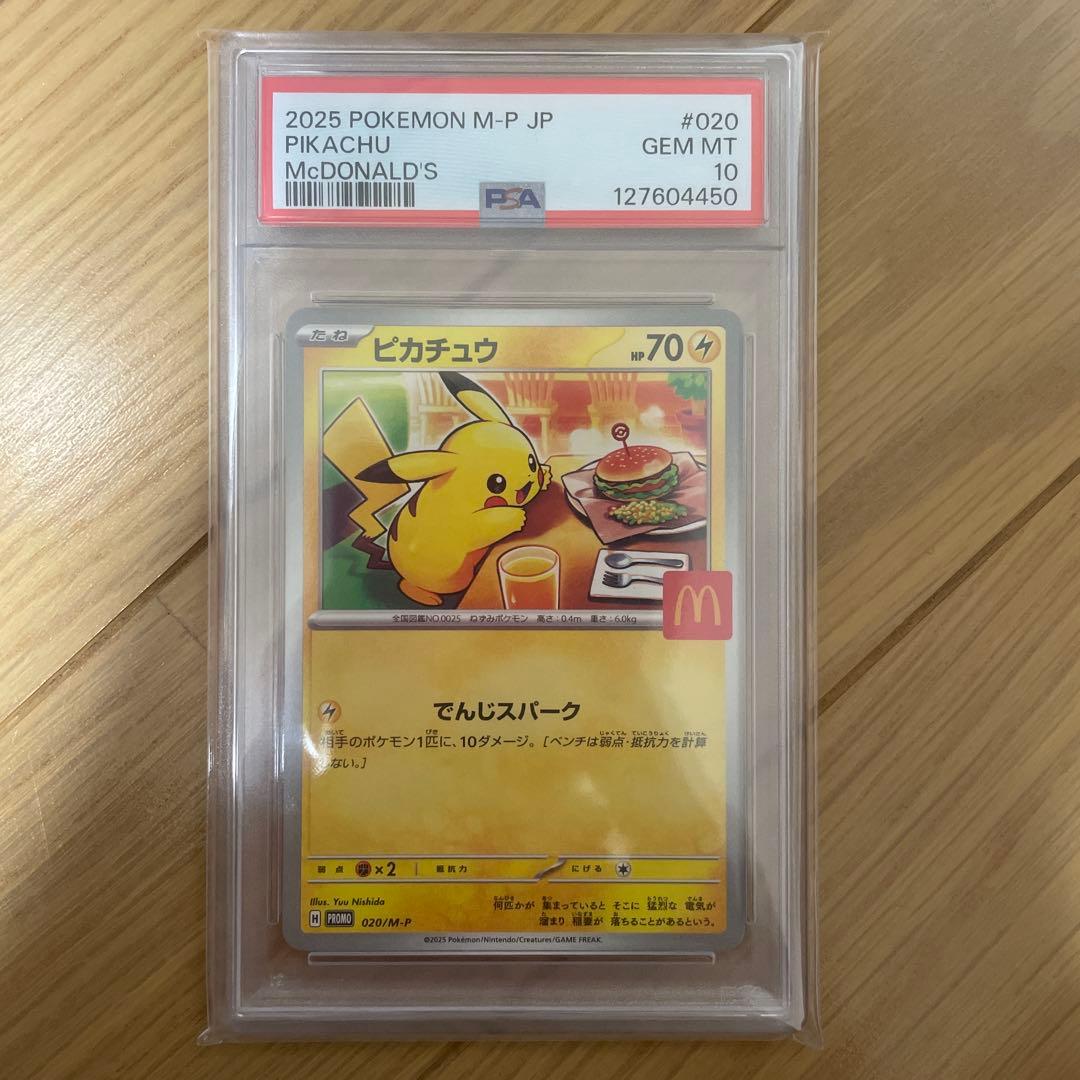 2025 POKEMON M-P JP #020
PIKACHU GEM MT
McDONALD'S 10
PSA 127604450
たね ピカチュウ HP70
全国図鑑NO.0025 ねずみポケモン 高さ:0.4m 重さ:6.0kg
M
でんじスパーク
相手のポケモン1匹に、10ダメージ。[ベンチは弱点・抵抗力を計算
しない。]
弱点 ×2 抵抗力 にげる
Illus. Yuu Nishida
何匹かが 集まっていると そこに 猛烈な 電気が
溜まり 稲妻が 落ちることがあるという。
H PROMO 020/M-P
©2025 Pokémon/Nintendo/Creatures/GAME FREAK.